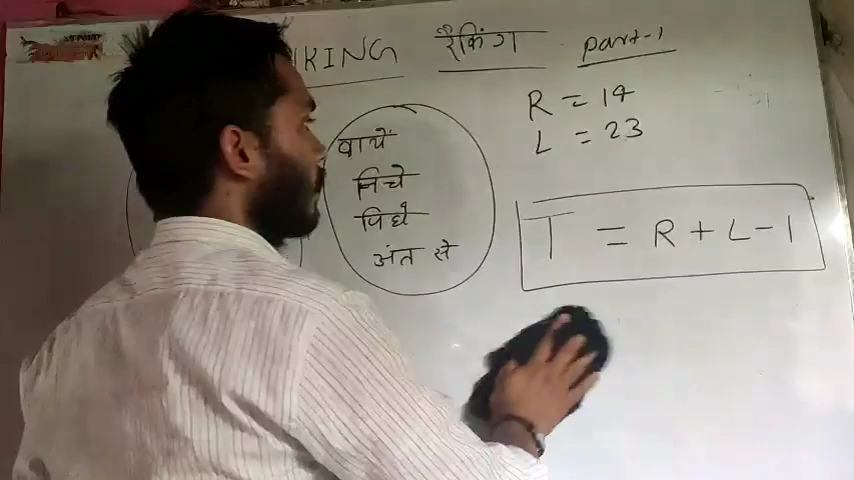 KING रैकिंग Part-1
R = 14
L = 23
वायें
निचे
पिछे
अंत से
T = R + L - 1